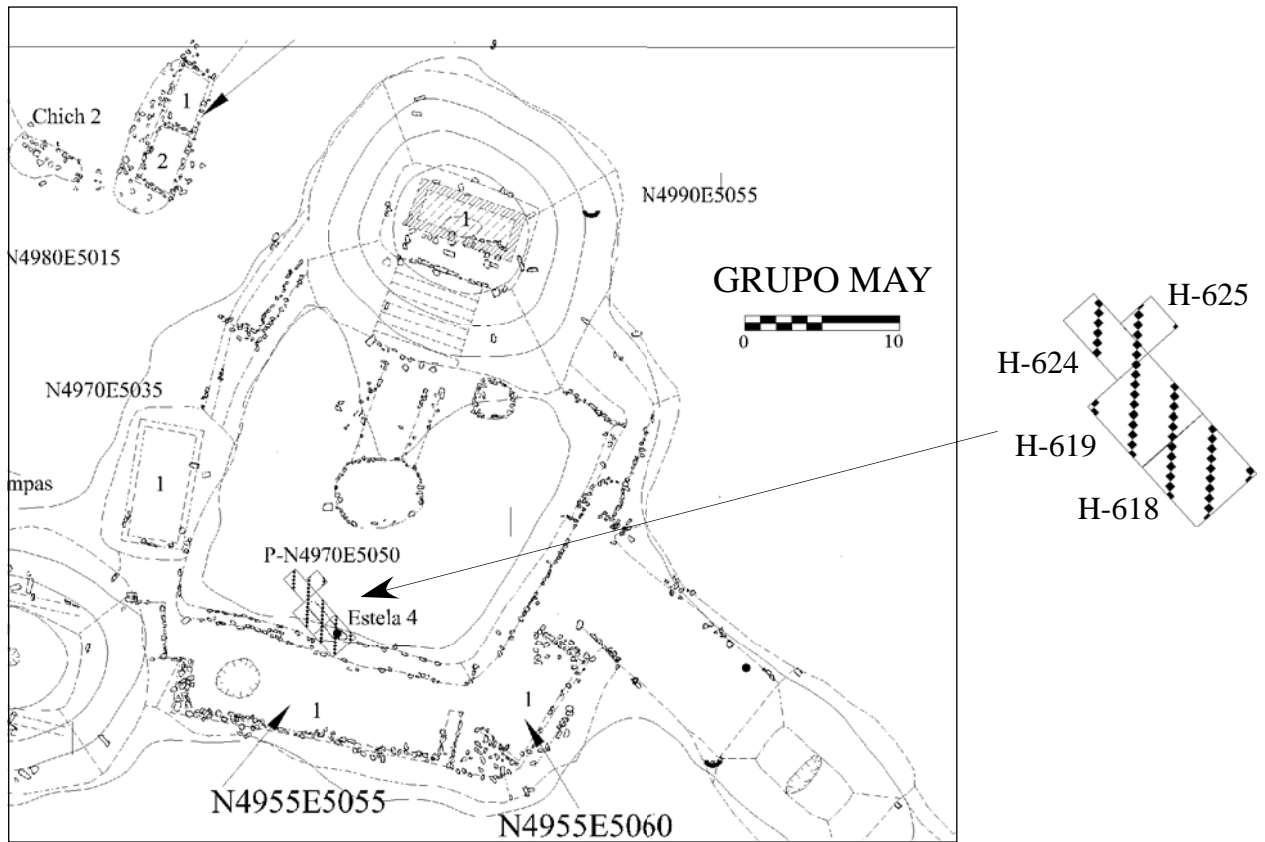 1
Chich 2
2
N4990E5055
1
N4980E5015
GRUPO MAY
0 10
H-625
H-624
N4970E5035
H-619
mpas
1
H-618
P-N4970E5050
Estela 4
1
1
N4955E5055
N4955E5060